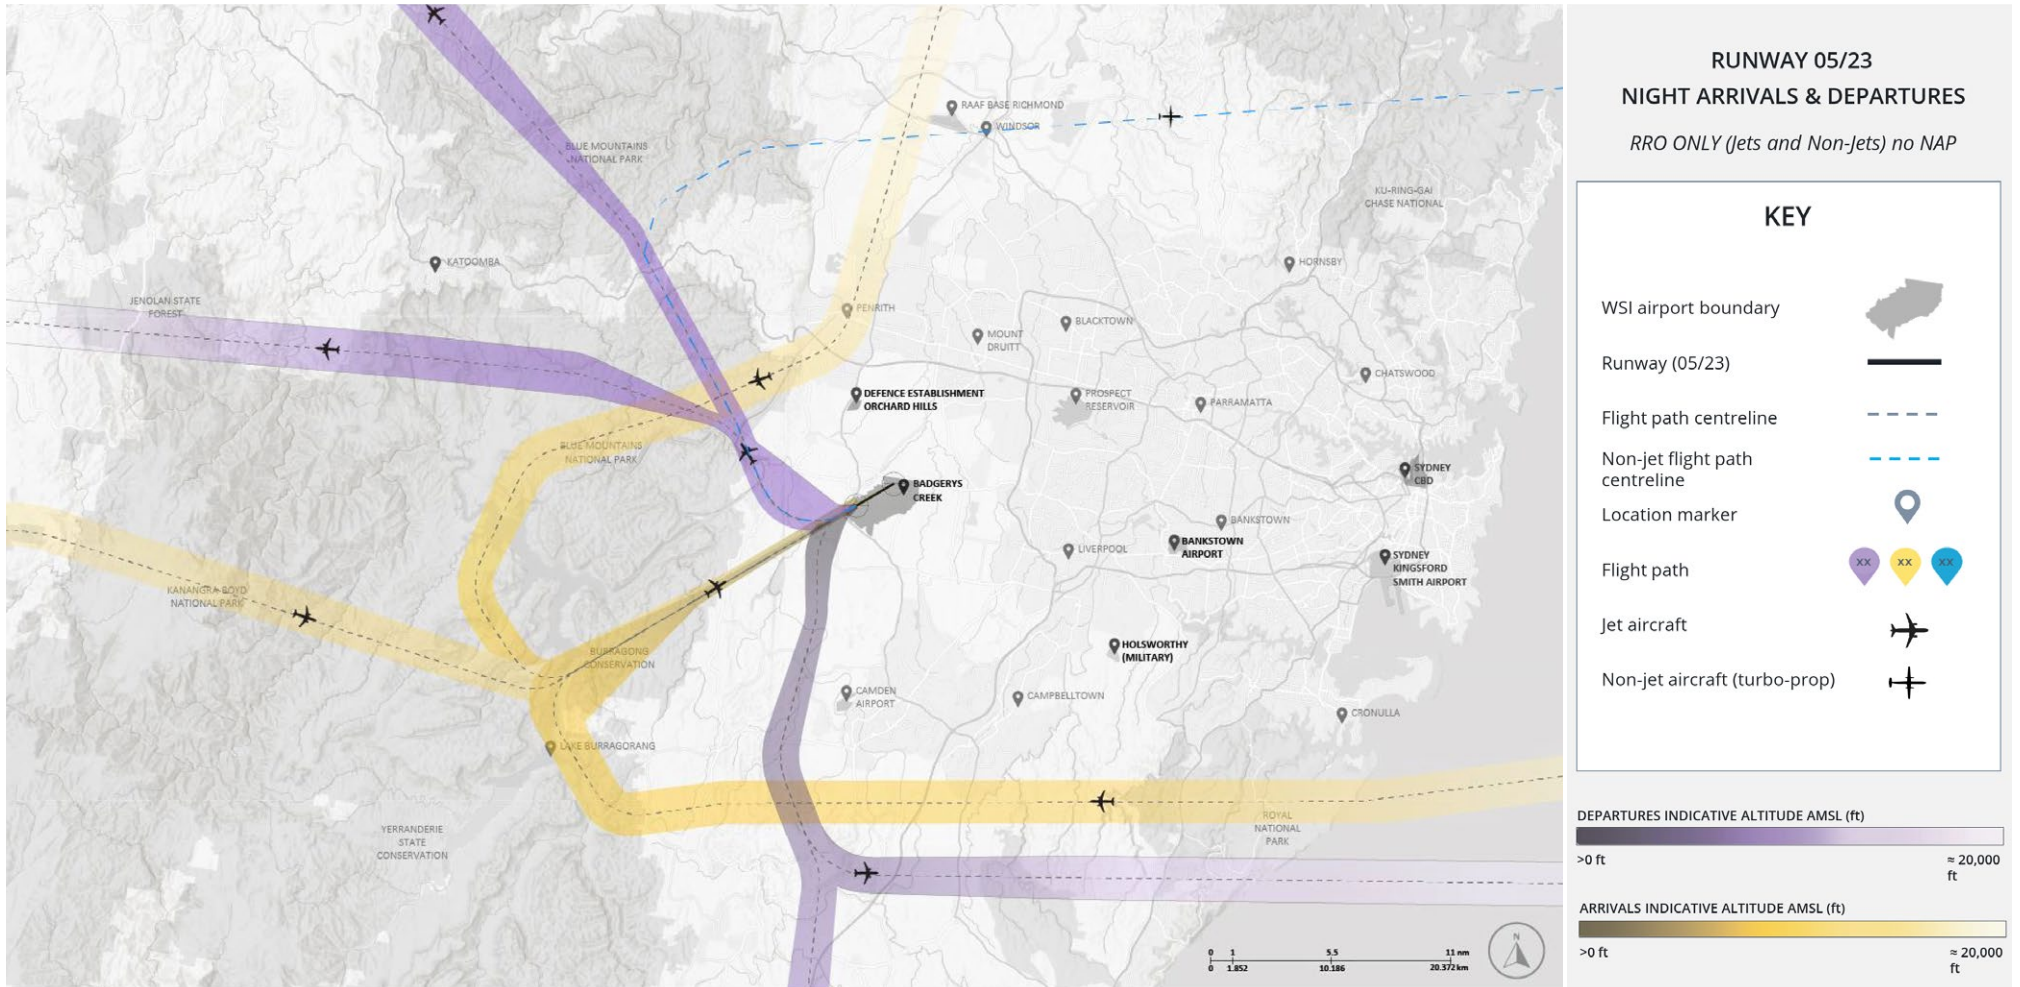 RAAF BASE RICHMOND
WINDSOR
BLUE MOUNTAINS
NATIONAL PARK
KU-RING-GAI
CHASE NATIONAL
KATOOMBA
HORNSBY
JENOLAN STATE
FOREST
PENRITH
BLACKTOWN
MOUNT
DRUITT
CHATSWOOD
DEFENCE ESTABLISHMENT
ORCHARD HILLS
PROSPECT
RESERVOIR
PARRAMATTA
BLUE MOUNTAINS
NATIONAL PARK
SYDNEY
CBD
BADGERYS
CREEK
BANKSTOWN
BANKSTOWN
AIRPORT
LIVERPOOL
SYDNEY
KINGSFORD
SMITH AIRPORT
KANANGRA-BOYD
NATIONAL PARK
HOLSWORTHY
(MILITARY)
BURRAGONG
CONSERVATION
CAMDEN
AIRPORT
CAMPBELLTOWN
CRONULLA
LAKE BURRAGORANG
ROYAL
NATIONAL
PARK
YERRANDERIE
STATE
CONSERVATION
0 1 5.5 11 nm
0 1.852 10.186 20.372km
N
RUNWAY 05/23
NIGHT ARRIVALS & DEPARTURES
RRO ONLY (Jets and Non-Jets) no NAP
KEY
WSI airport boundary
Runway (05/23)
Flight path centreline
Non-jet flight path
centreline
Location marker
Flight path
XX XX XX
Jet aircraft
Non-jet aircraft (turbo-prop)
DEPARTURES INDICATIVE ALTITUDE AMSL (ft)
>0 ft ≈ 20,000
ft
ARRIVALS INDICATIVE ALTITUDE AMSL (ft)
>0 ft ≈ 20,000
ft